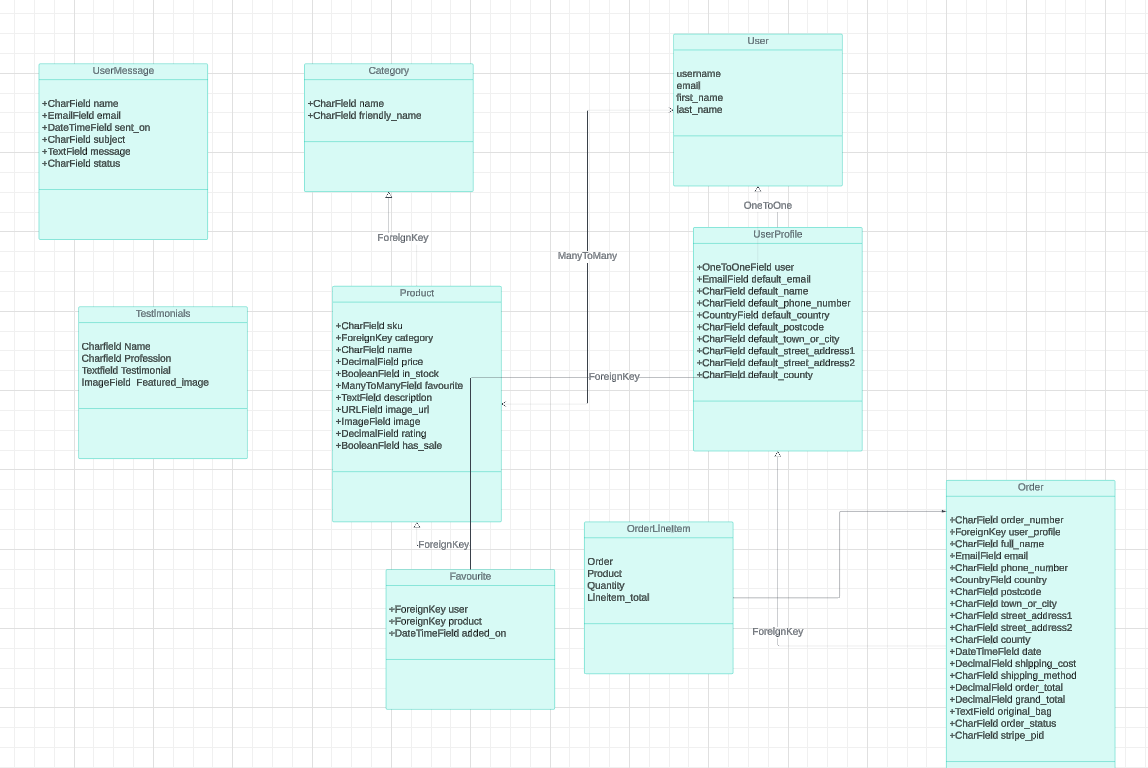 User
username
email
first_name
last_name
UserMessage
+CharField name
+EmailField email
+DateTimeField sent_on
+CharField subject
+TextField message
+CharField status
Category
+CharField name
+CharField friendly_name
OneToOne
ForeignKey
ManyToMany
UserProfile
+OneToOneField user
+EmailField default_email
+CharField default_name
+CharField default_phone_number
+CountryField default_country
+CharField default_postcode
+CharField default_town_or_city
+CharField default_street_address1
+CharField default_street_address2
+CharField default_county
Product
+CharField sku
+ForeignKey category
+CharField name
+DecimalField price
+BooleanField in_stock
+ManyToManyField favourite
+TextField description
+URLField image_url
+ImageField image
+DecimalField rating
+BooleanField has_sale
Testimonials
Charfield Name
Charfield Profession
Textfield Testimonial
ImageField Featured_image
ForeignKey
ForeignKey
Favourite
+ForeignKey user
+ForeignKey product
+DateTimeField added_on
OrderLineItem
Order
Product
Quantity
Lineitem_total
ForeignKey
Order
+CharField order_number
+ForeignKey user_profile
+CharField full_name
+EmailField email
+CharField phone_number
+CountryField country
+CharField postcode
+CharField town_or_city
+CharField street_address1
+CharField street_address2
+CharField county
+DateTimeField date
+DecimalField shipping_cost
+CharField shipping_method
+DecimalField order_total
+DecimalField grand_total
+TextField original_bag
+CharField order_status
+CharField stripe_pid